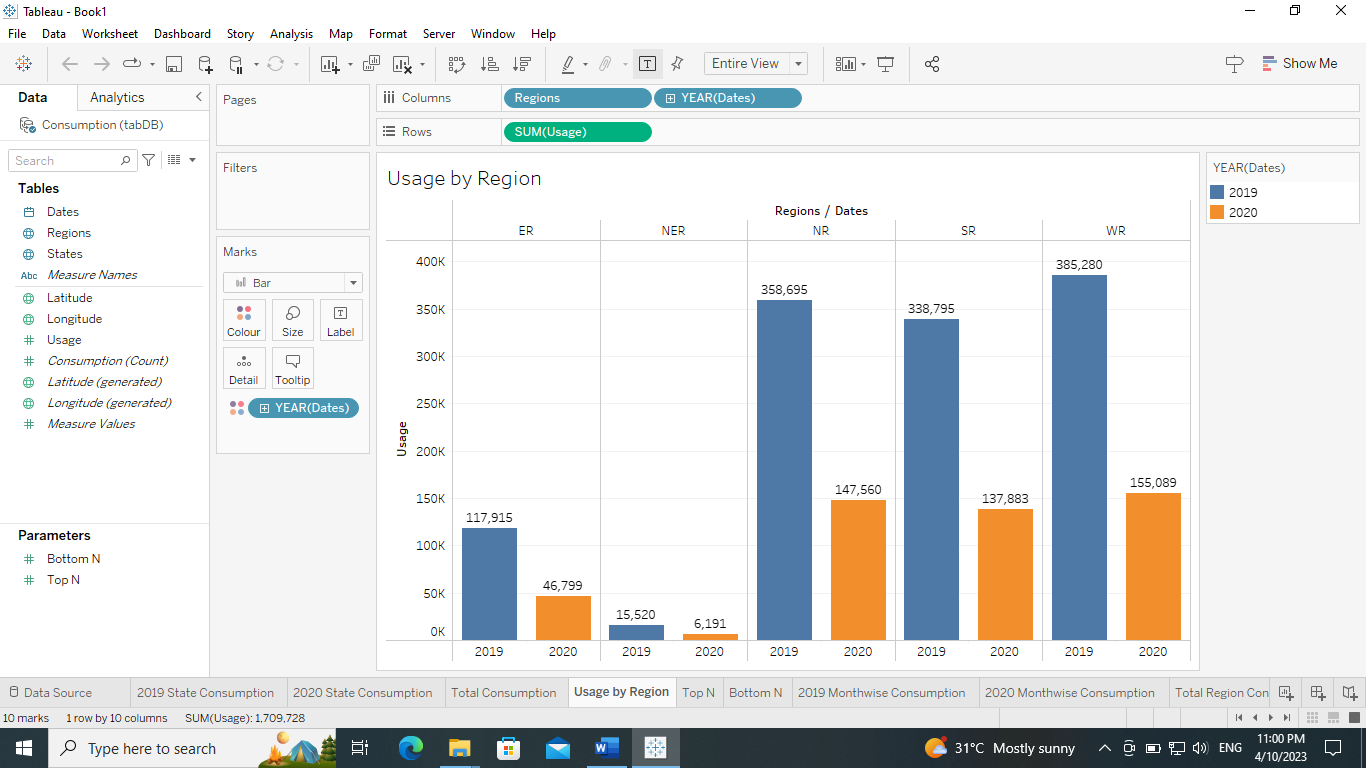 Tableau - Book1
File Data Worksheet Dashboard Story Analysis Map Format Server Window Help
Entire View
Show Me
Data Analytics
Consumption (tabDB)
Search
Tables
Dates
Regions
States
Abc Measure Names
Latitude
Longitude
Usage
Consumption (Count)
Latitude (generated)
Longitude (generated)
Measure Values
Parameters
Bottom N
Top N
Pages
Filters
Marks
Bar
Colour Size Label
Detail Tooltip
YEAR(Dates)
Columns Regions YEAR(Dates)
Rows SUM(Usage)
Usage by Region
Regions / Dates
ER NER NR SR WR
Usage
400K
350K
300K
250K
200K
150K
100K
50K
0K
117,915
46,799
15,520
6,191
358,695
147,560
338,795
137,883
385,280
155,089
2019 2020 2019 2020 2019 2020 2019 2020 2019 2020
YEAR(Dates)
2019
2020
Data Source 2019 State Consumption 2020 State Consumption Total Consumption Usage by Region Top N Bottom N 2019 Monthwise Consumption 2020 Monthwise Consumption Total Region Con
10 marks 1 row by 10 columns SUM(Usage): 1,709,728
Type here to search
31°C Mostly sunny
ENG
11:00 PM
4/10/2023